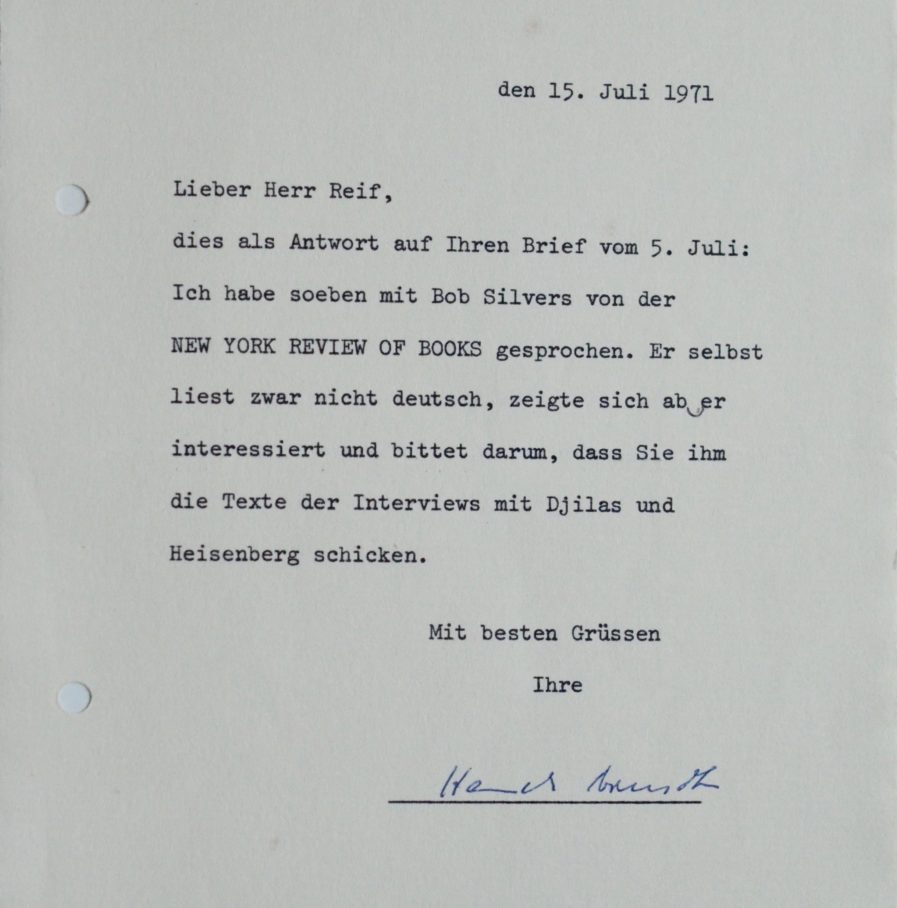 den 15. Juli 1971
Lieber Herr Reif,
dies als Antwort auf Ihren Brief vom 5. Juli:
Ich habe soeben mit Bob Silvers von der
NEW YORK REVIEW OF BOOKS gesprochen. Er selbst
liest zwar nicht deutsch, zeigte sich aber
interessiert und bittet darum, dass Sie ihm
die Texte der Interviews mit Djilas und
Heisenberg schicken.
Mit besten Grüssen
Ihre
Hannah Arendt